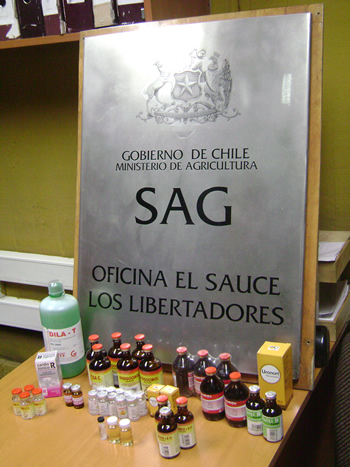 GOBIERNO DE CHILE
MINISTERIO DE AGRICULTURA
SAG
OFICINA EL SAUCE
LOS LIBERTADORES
DILA - T
R